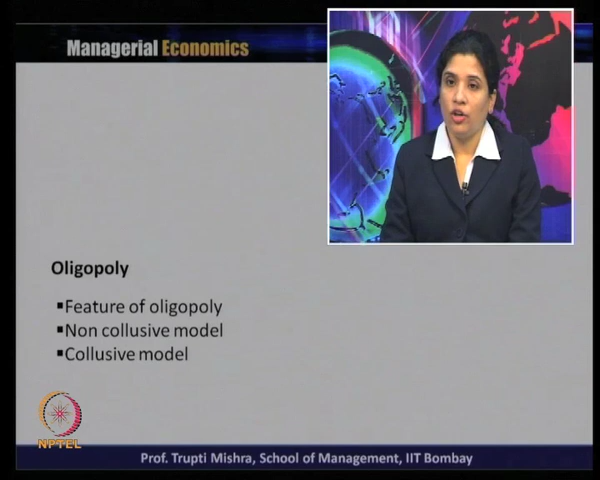 Managerial Economics
Oligopoly
▪Feature of oligopoly
▪Non collusive model
▪Collusive model
NPTEL
Prof. Trupti Mishra, School of Management, IIT Bombay